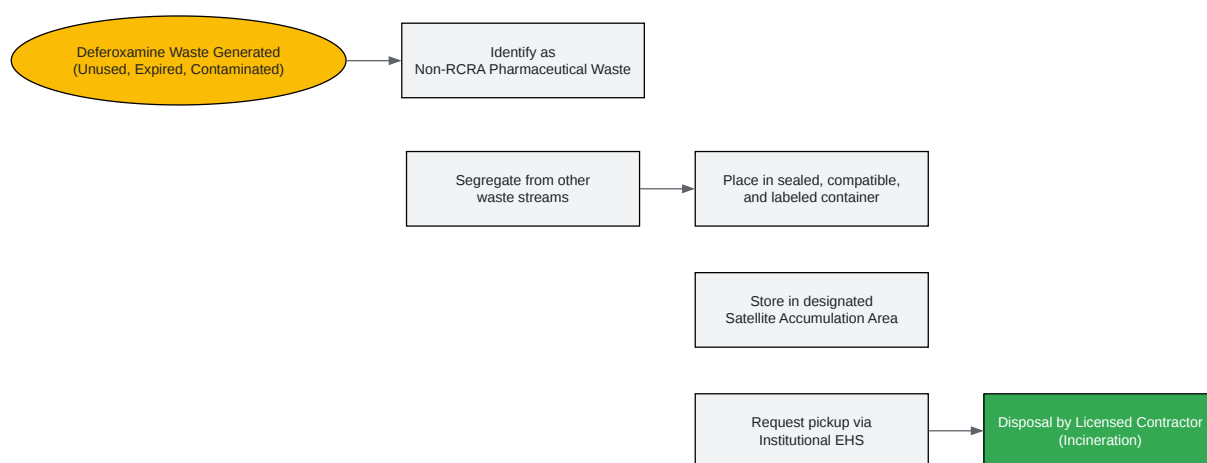 Deferoxamine Waste Generated
(Unused, Expired, Contaminated)
Identify as
Non-RCRA Pharmaceutical Waste
Segregate from other
waste streams
Place in sealed, compatible,
and labeled container
Store in designated
Satellite Accumulation Area
Request pickup via
Institutional EHS
Disposal by Licensed Contractor
(Incineration)